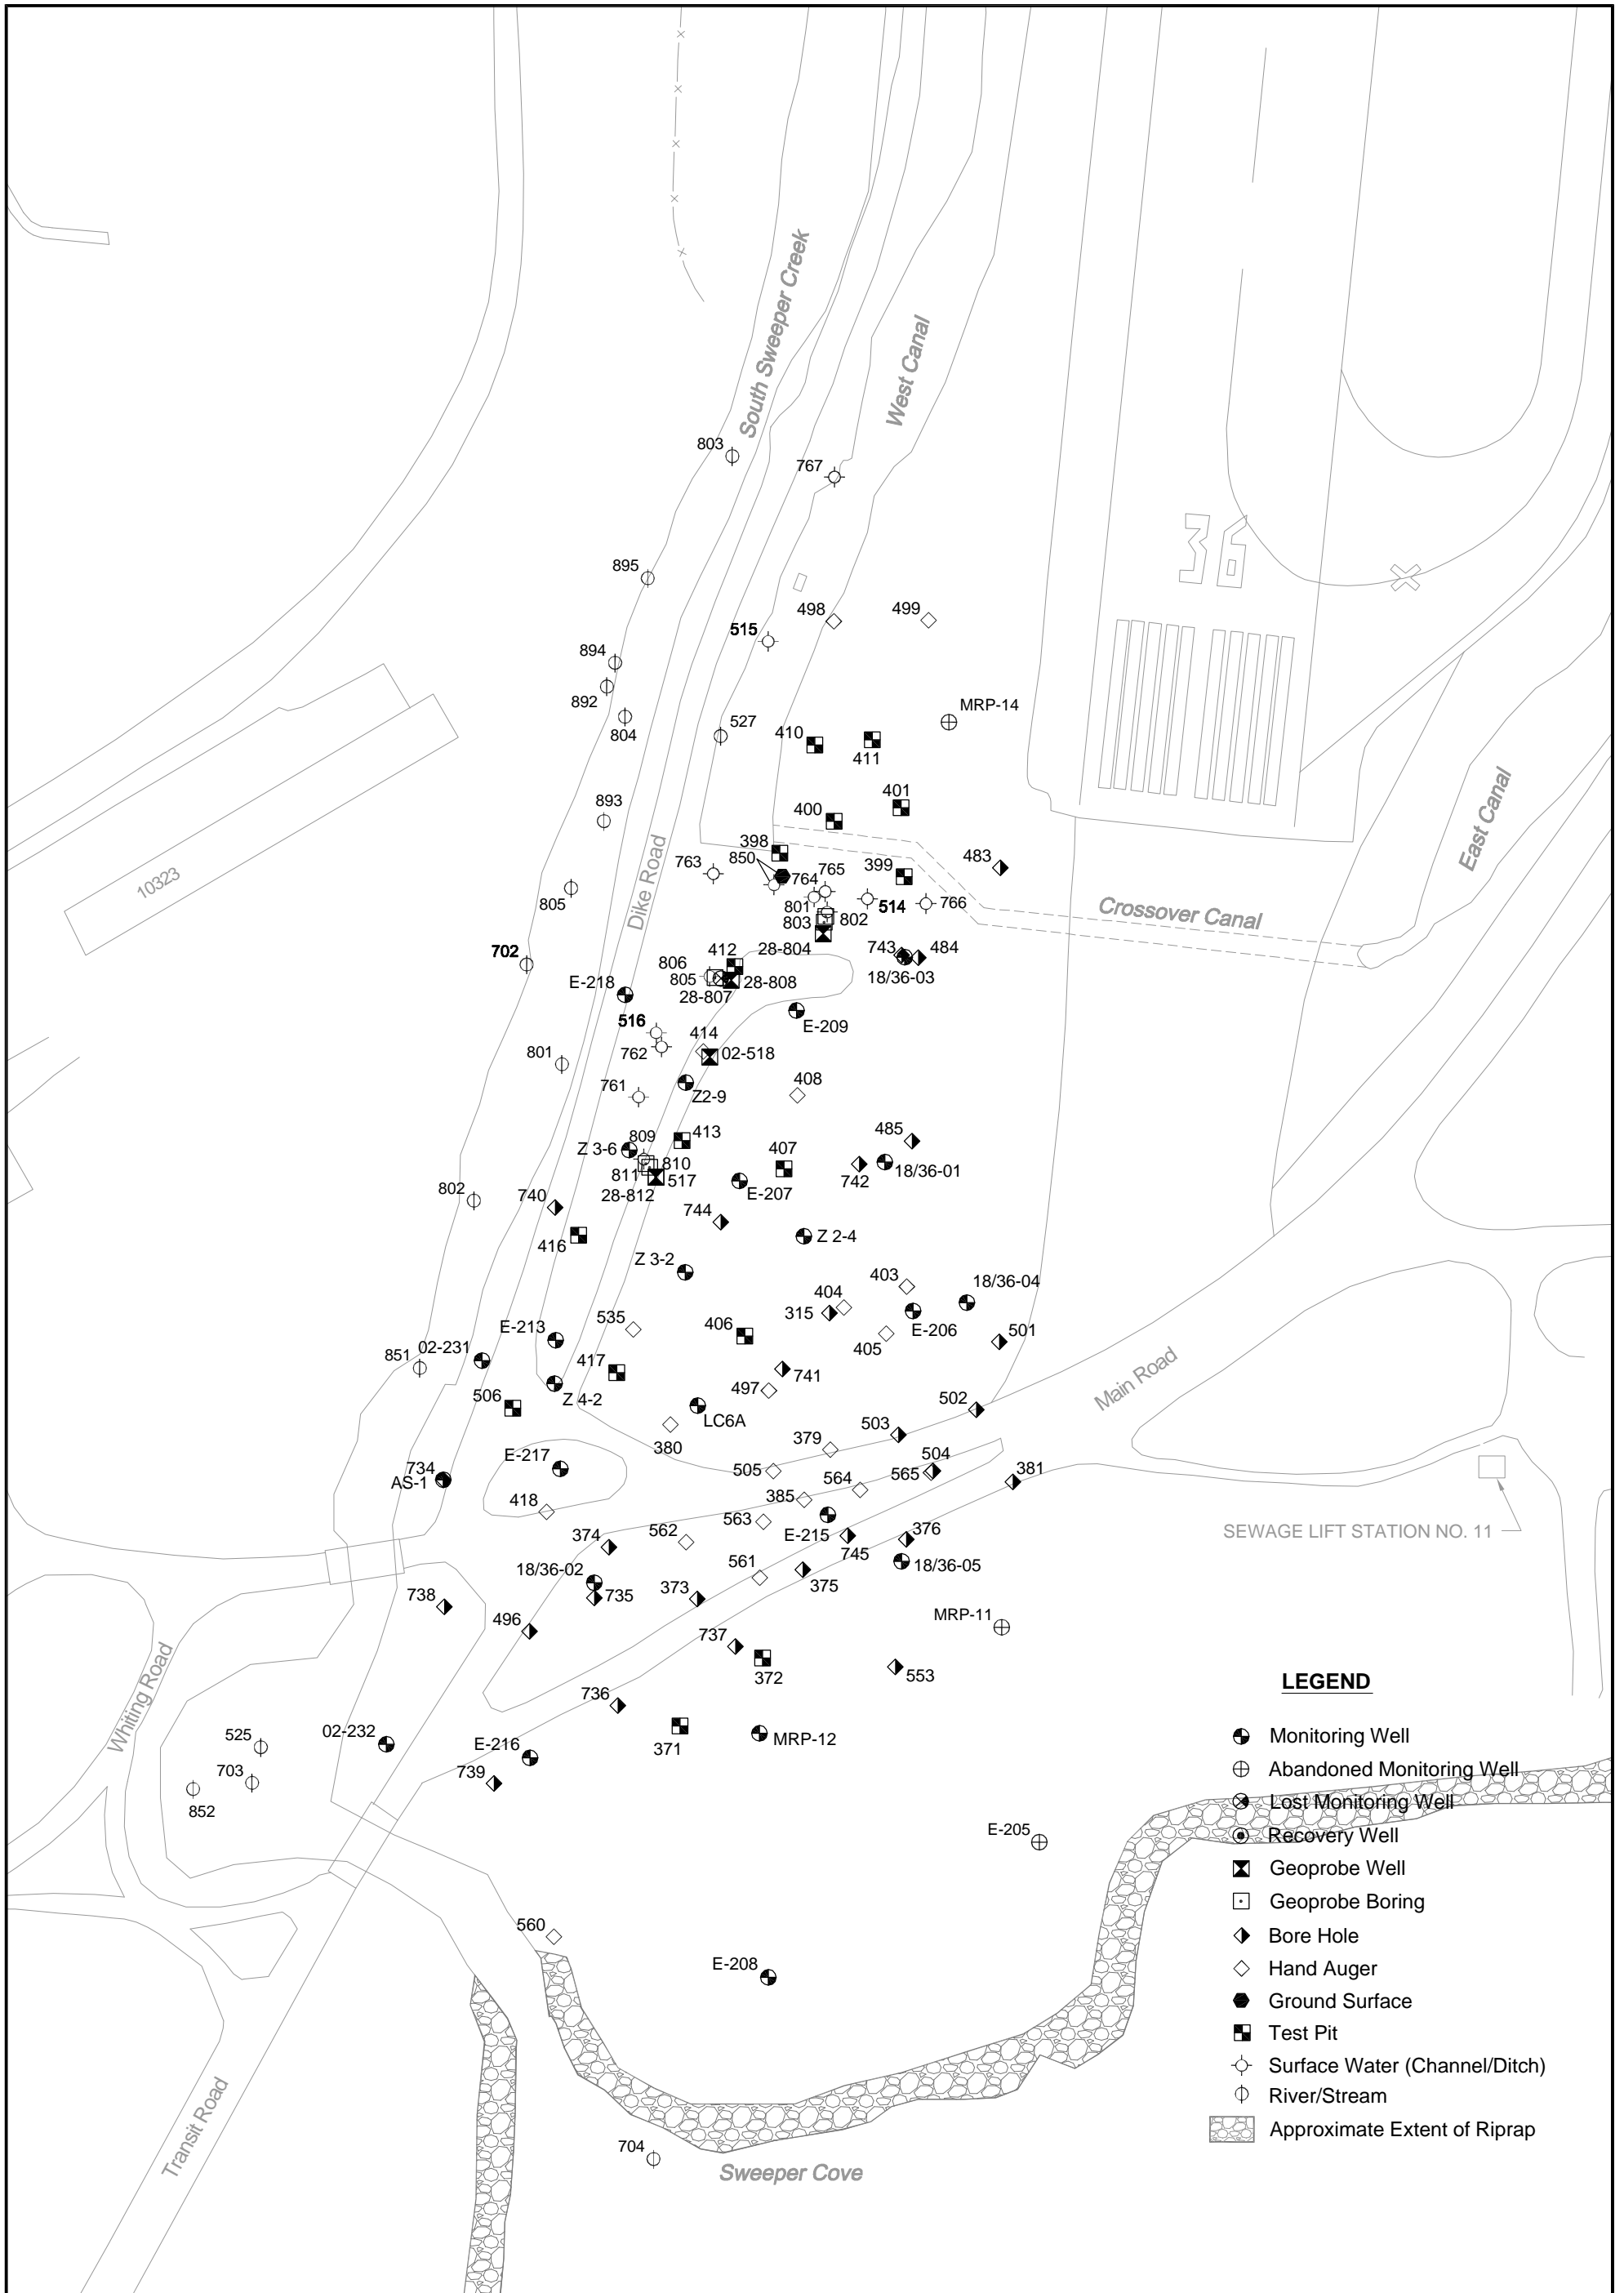 South Sweeper Creek
West Canal
803
767
895
36
498
499
515
894
892
804
527
MRP-14
410
411
401
400
893
East Canal
398
850
763
764
765
399
483
10323
Dike Road
805
801
514
766
802
803
Crossover Canal
702
412
28-804
743
484
806
805
28-808
18/36-03
28-807
E-218
E-209
516
414
762
02-518
801
761
Z2-9
408
809
413
485
Z 3-6
407
810
811
517
742
18/36-01
28-812
E-207
802
740
744
416
Z 2-4
Z 3-2
403
18/36-04
404
315
535
406
E-206
E-213
405
501
02-231
851
417
741
Main Road
497
506
Z 4-2
LC6A
502
503
380
379
E-217
505
504
734
AS-1
565
381
564
418
385
563
E-215
SEWAGE LIFT STATION NO. 11
374
562
745
376
18/36-02
561
375
18/36-05
735
373
738
496
MRP-11
737
372
553
Whiting Road
736
LEGEND
525
02-232
371
MRP-12
Monitoring Well
E-216
703
739
Abandoned Monitoring Well
852
Lost Monitoring Well
E-205
Recovery Well
Geoprobe Well
Geoprobe Boring
560
Bore Hole
E-208
Hand Auger
Ground Surface
Test Pit
Surface Water (Channel/Ditch)
River/Stream
Transit Road
Approximate Extent of Riprap
704
Sweeper Cove